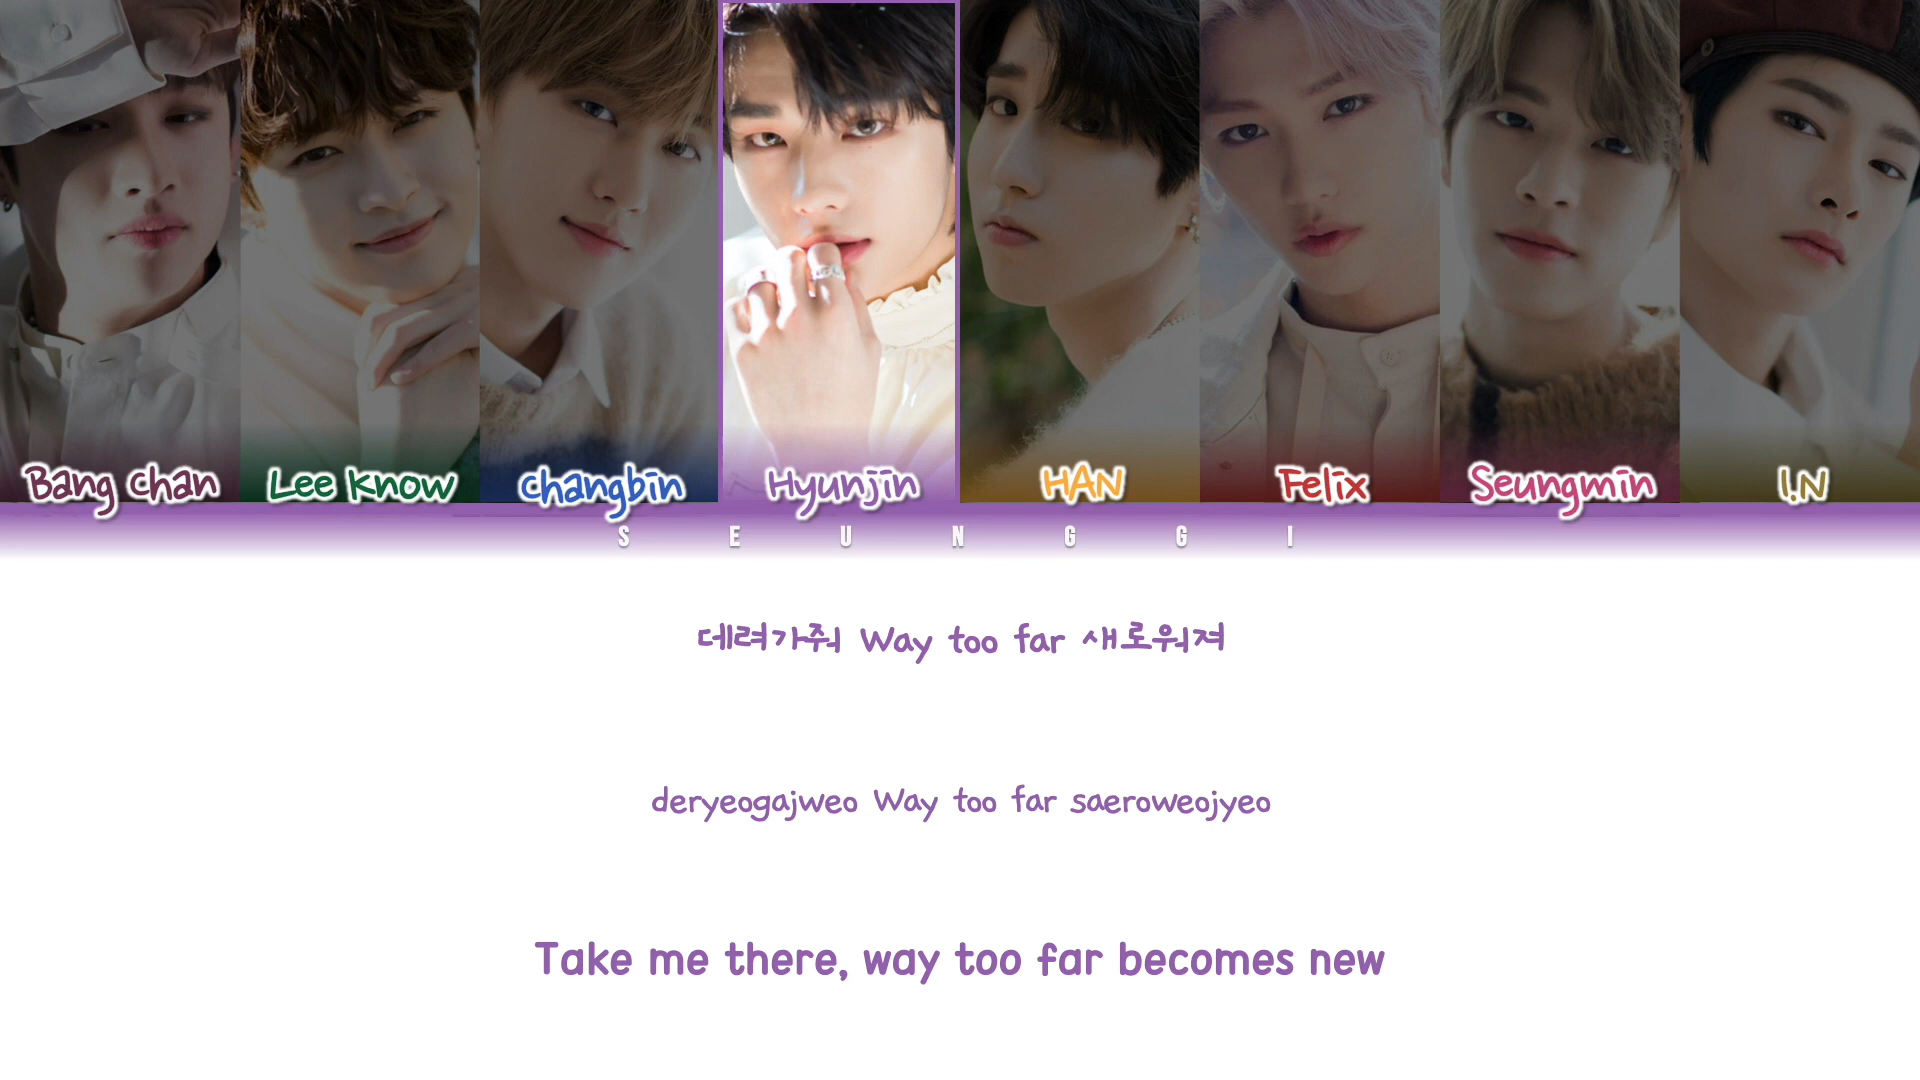 Bang Chan Lee Know Changbin Hyunjin HAN Felix Seungmin I.N
SEUNGGI
데려가줘 Way too far 새로워져
deryeogajweo Way too far saeroweojyeo
Take me there, way too far becomes new